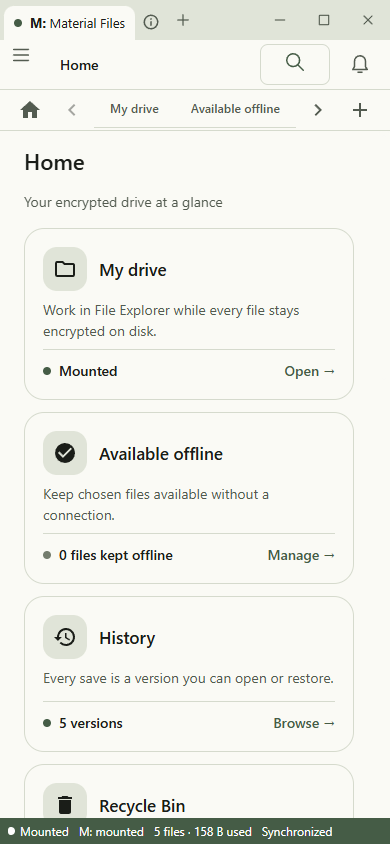 M: Material Files
Home
My drive
Available offline
Home
Your encrypted drive at a glance
My drive
Work in File Explorer while every file stays
encrypted on disk.
Mounted
Open →
Available offline
Keep chosen files available without a
connection.
0 files kept offline
Manage →
History
Every save is a version you can open or restore.
5 versions
Browse →
Recycle Bin
Mounted M: mounted 5 files · 158 B used Synchronized